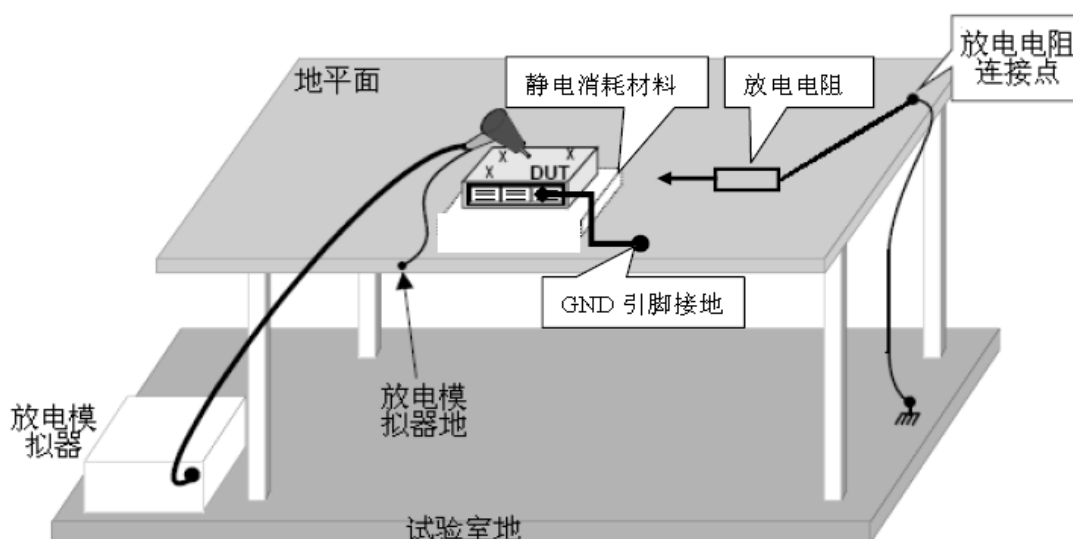 放电电阻
连接点
地平面
静电消耗材料
放电电阻
X
X
X
DUT
GND 引脚接地
放电模
拟器地
放电模
拟器
试验室地